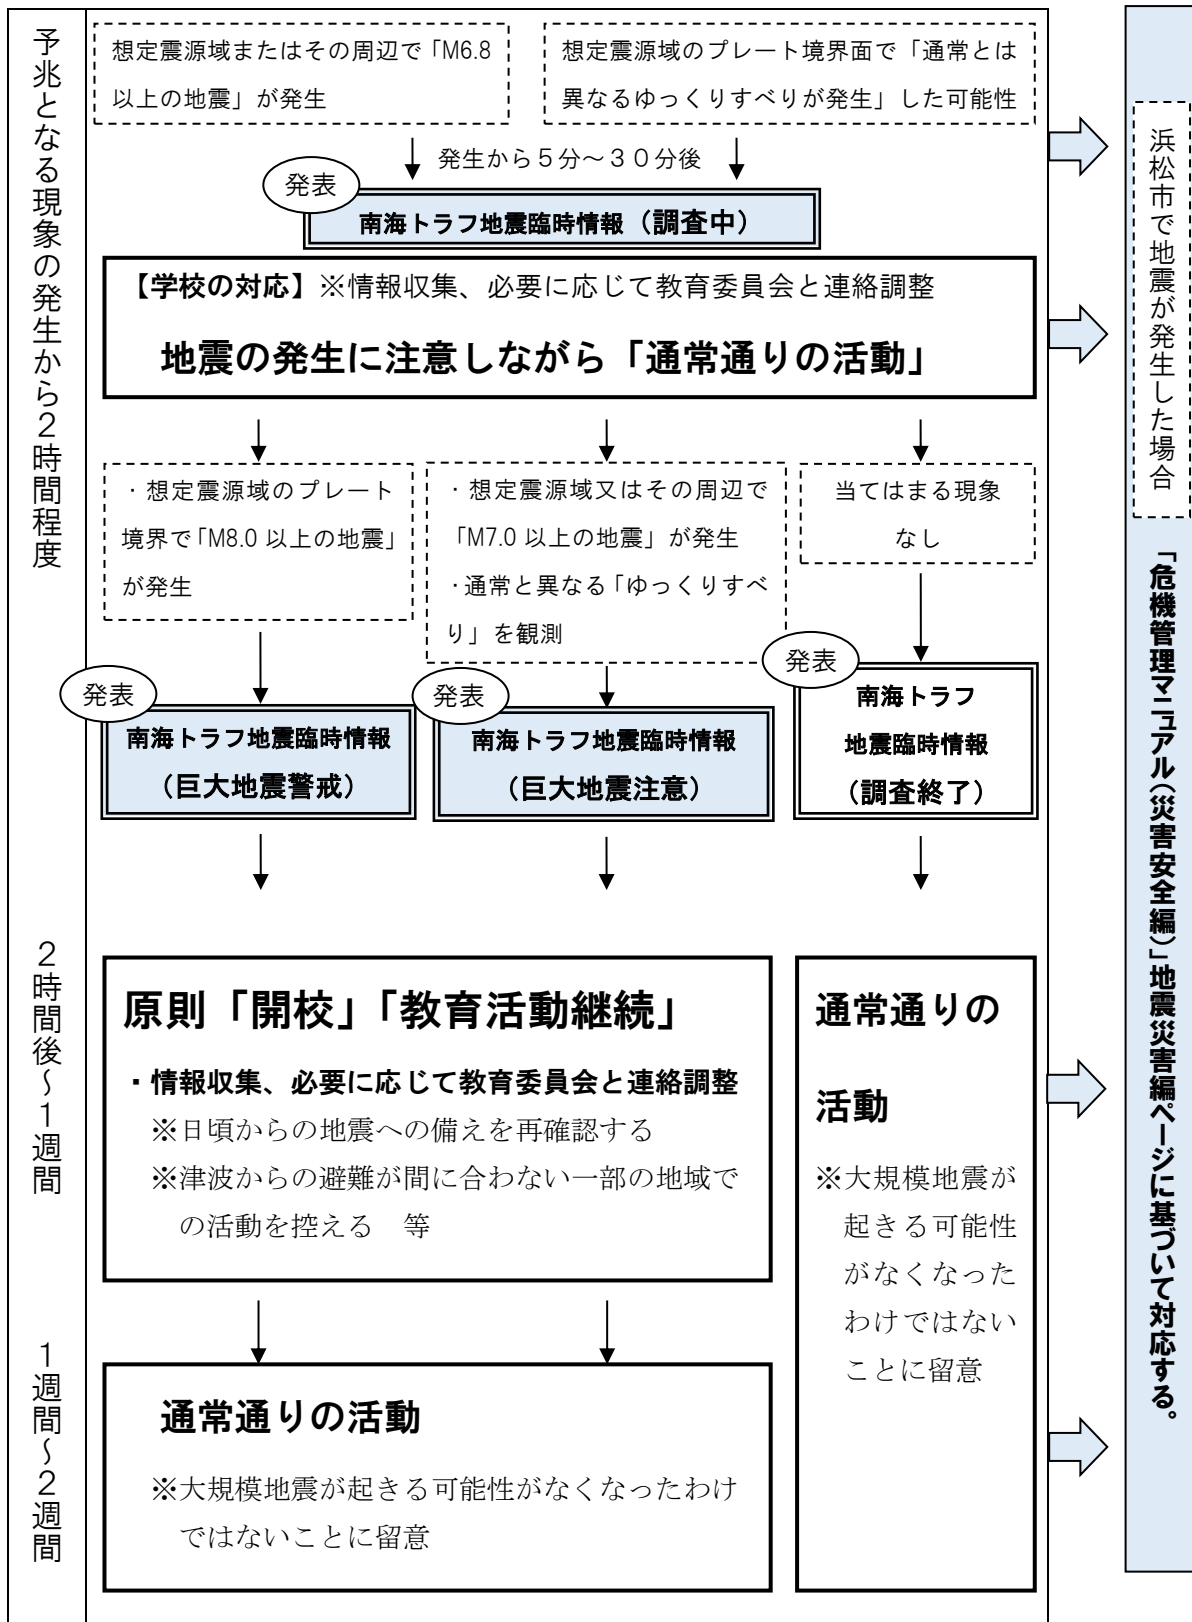 予兆となる現象の発生から２時間程度
想定震源域またはその周辺で「M6.8
以上の地震」が発生
想定震源域のプレート境界面で「通常とは
異なるゆっくりすべりが発生」した可能性
発生から５分～３０分後
発表
南海トラフ地震臨時情報（調査中）
【学校の対応】※情報収集、必要に応じて教育委員会と連絡調整
地震の発生に注意しながら「通常通りの活動」
・想定震源域のプレート
境界で「M8.0 以上の地震」
が発生
・想定震源域又はその周辺で
「M7.0 以上の地震」が発生
・通常と異なる「ゆっくりすべ
り」を観測
当てはまる現象
なし
発表
南海トラフ地震臨時情報
（巨大地震警戒）
発表
南海トラフ地震臨時情報
（巨大地震注意）
発表
南海トラフ
地震臨時情報
（調査終了）
２時間後～１週間
原則「開校」「教育活動継続」
・情報収集、必要に応じて教育委員会と連絡調整
※日頃からの地震への備えを再確認する
※津波からの避難が間に合わない一部の地域で
の活動を控える　等
通常通りの
活動
※大規模地震が
起きる可能性
がなくなった
わけではない
ことに留意
１週間～２週間
通常通りの活動
※大規模地震が起きる可能性がなくなったわけ
ではないことに留意
浜松市で地震が発生した場合
「危機管理マニュアル（災害安全編）」地震災害編ページに基づいて対応する。